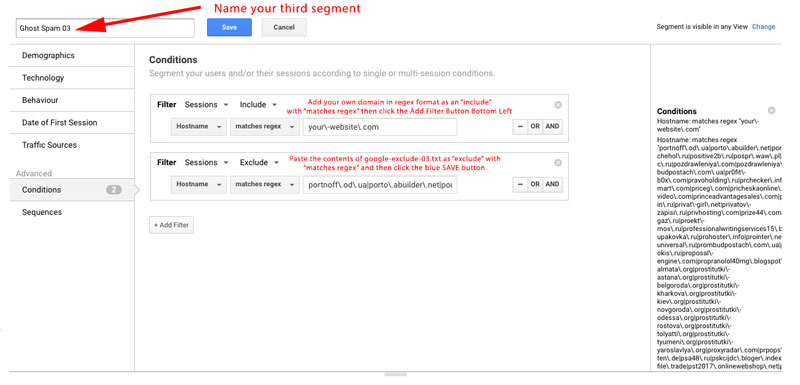 Name your third segment
Ghost Spam 03
Save
Cancel
Segment is visible in any View Change
Demographics
Technology
Behaviour
Date of First Session
Traffic Sources
Advanced
Conditions 2
Sequences
Conditions
Segment your users and/or their sessions according to single or multi-session conditions.
Filter Sessions Include
Add your own domain in regex format as an "include"
with "matches regex" then click the Add Filter Button Bottom Left
Hostname matches regex your\-website\.com
– OR AND
Filter Sessions Exclude
Paste the contents of google-exclude-03.txt as "exclude" with
"matches regex" and then click the blue SAVE button.
Hostname matches regex portnoff\.od\.ua|porto\.abuilder\.net|poi
– OR AND
+ Add Filter
Conditions
Hostname: matches regex "your\-
website\.com"
Hostname: matches regex
"portnoff\.od\.ua|porto\.abuilder\.net|port
chehol\.ru|positive2b\.ru|pospr\.waw\.pl|
c\.ru|pozdrawleniya\.com|pozdravleniya\-
budpostach\.com\.ua|pr0fit\-
b0x\.com|pravoholding\.ru|prchecker\.inf
mart\.com|priceg\.com|pricheskaonline\.
video\.com|princeadvantagesales\.com|p
in\.ru|privat\-girl\.net|privatov\-
zapisi\.ru|privhosting\.com|prize44\.com
gaz\.ru|proekt\-
mos\.ru|professionalwritingservices15\.b
upakovka\.ru|prohoster\.info|prointer\.ne
universal\.ru|prombudpostach\.com\.ua|p
okis\.ru|proposal\-
engine\.com|propranolol40mg\.blogspot\
almata\.org|prostitutki\-
astana\.org|prostitutki\-
belgoroda\.org|prostitutki\-
kharkova\.org|prostitutki\-
kiev\.org|prostitutki\-
novgoroda\.org|prostitutki\-
odessa\.org|prostitutki\-
rostova\.org|prostitutki\-
tolyatti\.org|prostitutki\-
tyumeni\.org|prostitutki\-
yaroslavlya\.org|proxyradar\.com|prpops\
ten\.de|psa48\.ru|pskcijdc\.bloger\.index
file\.trade|pst2017\.onlinewebshop\.net|p